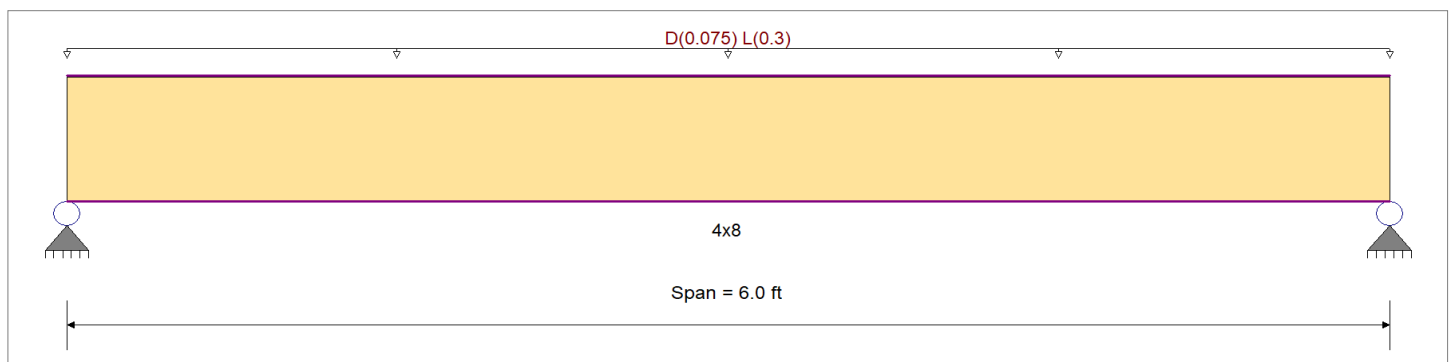 D(0.075) L(0.3)
4x8
Span = 6.0 ft